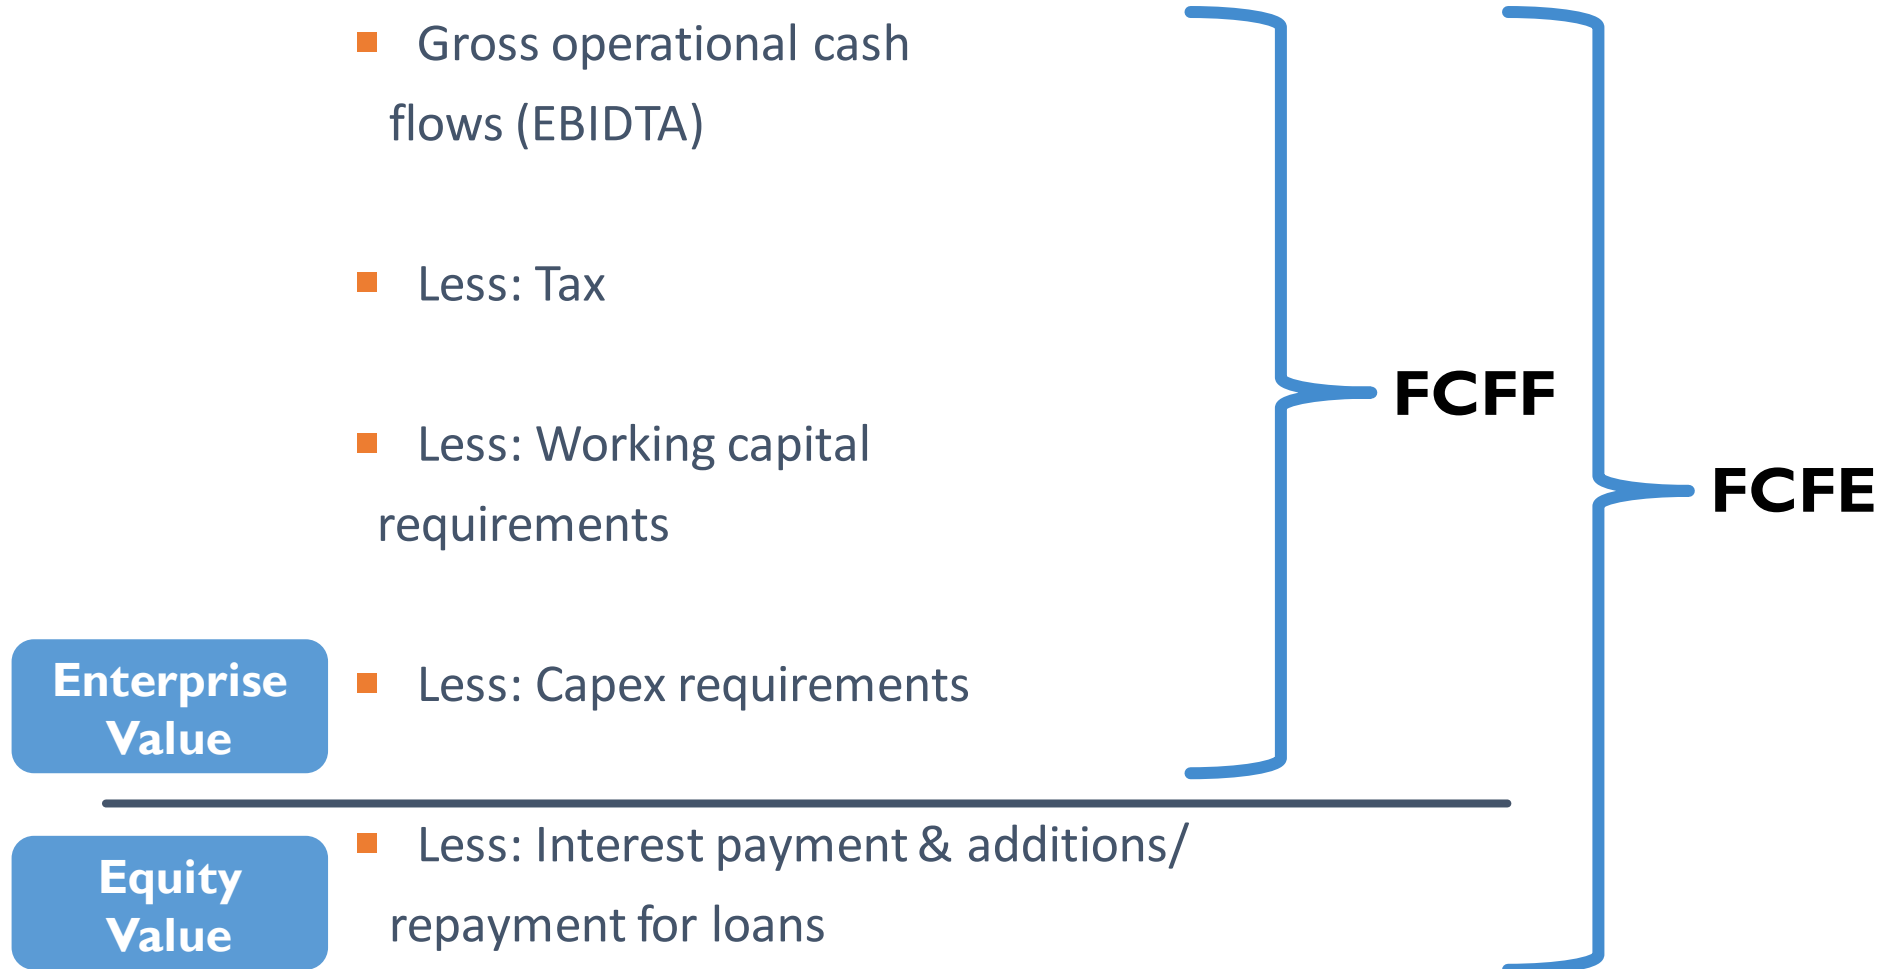 Gross operational cash
flows (EBIDTA)
Less: Tax
FCFF
Less: Working capital
requirements
FCFE
Enterprise
Value
Less: Capex requirements
Equity
Value
Less: Interest payment & additions/
repayment for loans